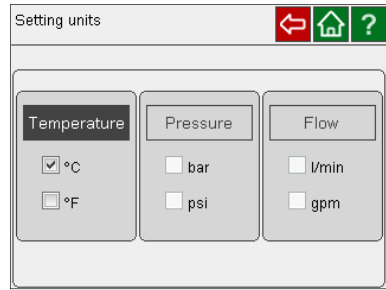 Setting units
?
Temperature
°C
°F
Pressure
bar
psi
Flow
l/min
gpm